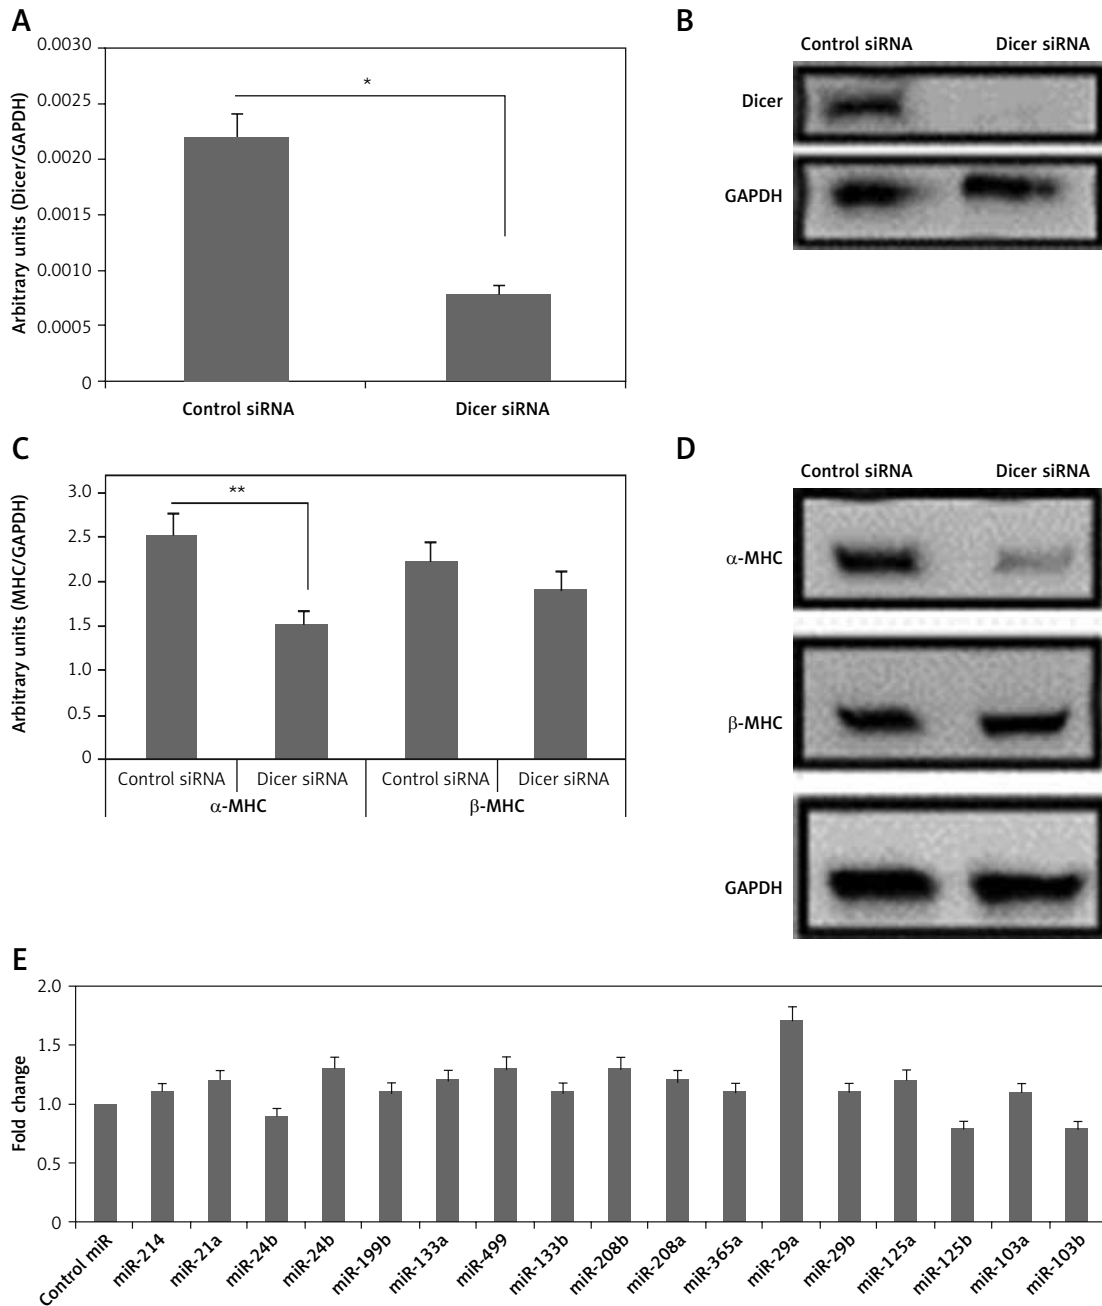 A
Arbitrary units (Dicer/GAPDH)
0.0030
0.0025
0.0020
0.0015
0.0010
0.0005
0
*
Control siRNA Dicer siRNA
B
Control siRNA Dicer siRNA
Dicer
GAPDH
C
Arbitrary units (MHC/GAPDH)
3.0
2.5
2.0
1.5
1.0
0.5
0
**
Control siRNA Dicer siRNA Control siRNA Dicer siRNA
α-MHC β-MHC
D
Control siRNA Dicer siRNA
α-MHC
β-MHC
GAPDH
E
Fold change
2.0
1.5
1.0
0.5
0
Control miR
miR-214
miR-21a
miR-24b
miR-24b
miR-199b
miR-133a
miR-499
miR-133b
miR-208b
miR-208a
miR-365a
miR-29a
miR-29b
miR-125a
miR-125b
miR-103a
miR-103b